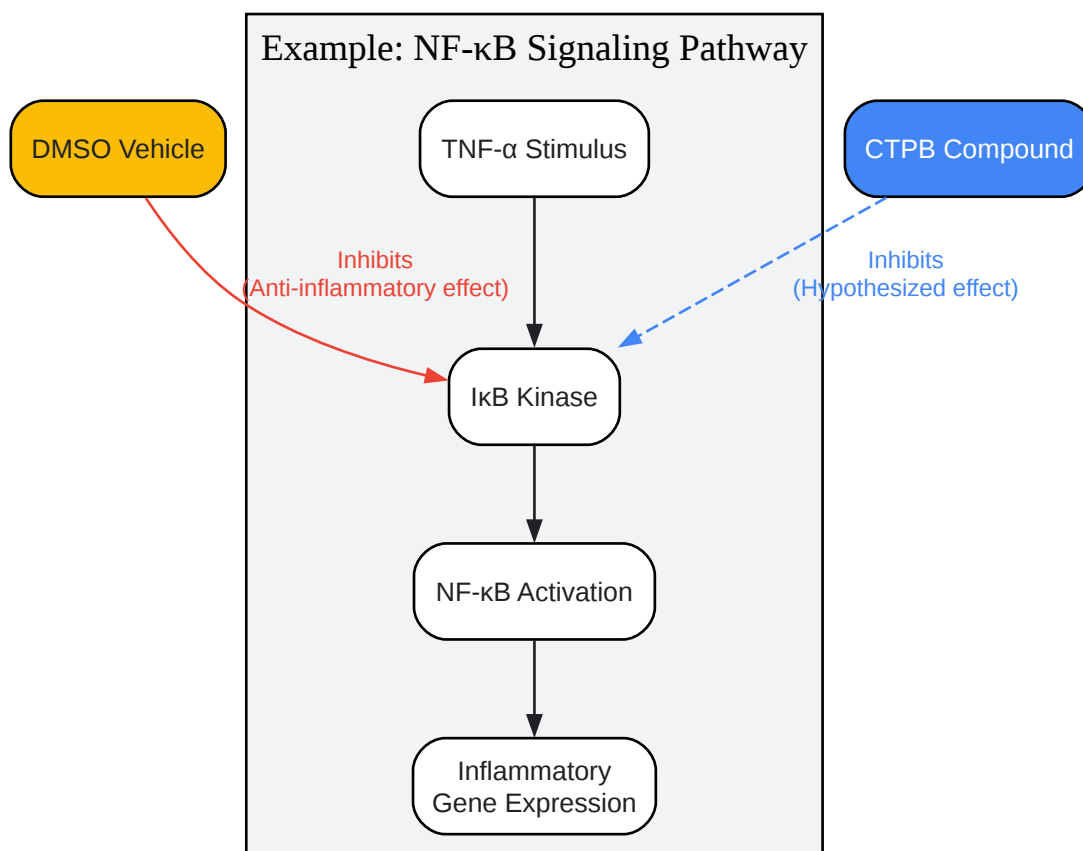 Example: NF-κB Signaling Pathway
DMSO Vehicle
TNF-α Stimulus
CTPB Compound
Inhibits
(Anti-inflammatory effect)
Inhibits
(Hypothesized effect)
IκB Kinase
NF-κB Activation
Inflammatory
Gene Expression